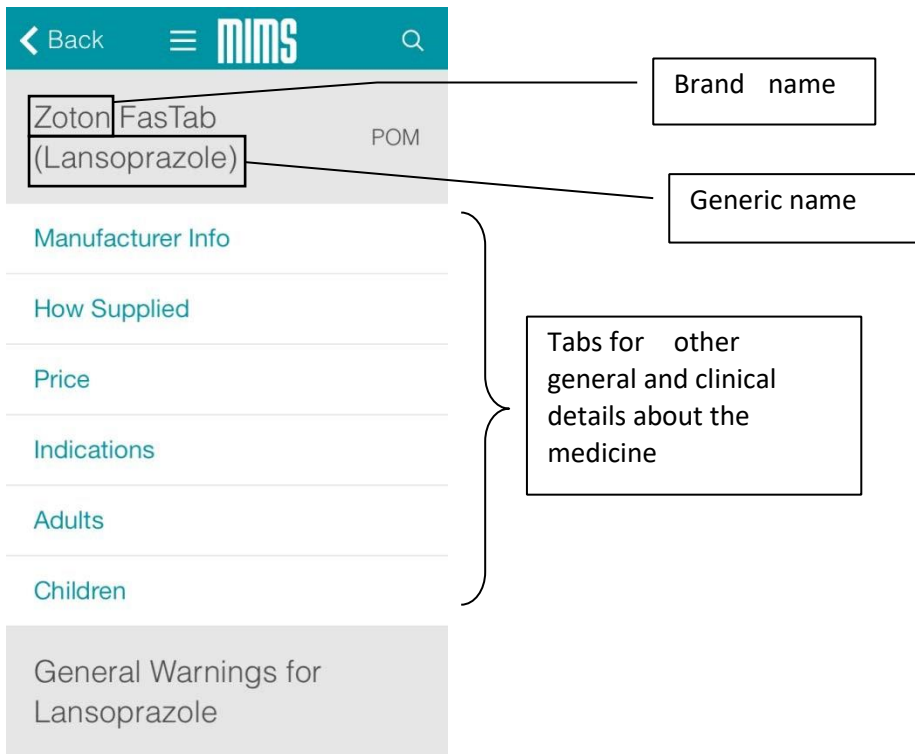 Back
mims
Zoton FasTab
(Lansoprazole)
POM
Manufacturer Info
How Supplied
Price
Indications
Adults
Children
General Warnings for
Lansoprazole
Brand name
Generic name
Tabs for other
general and clinical
details about the
medicine